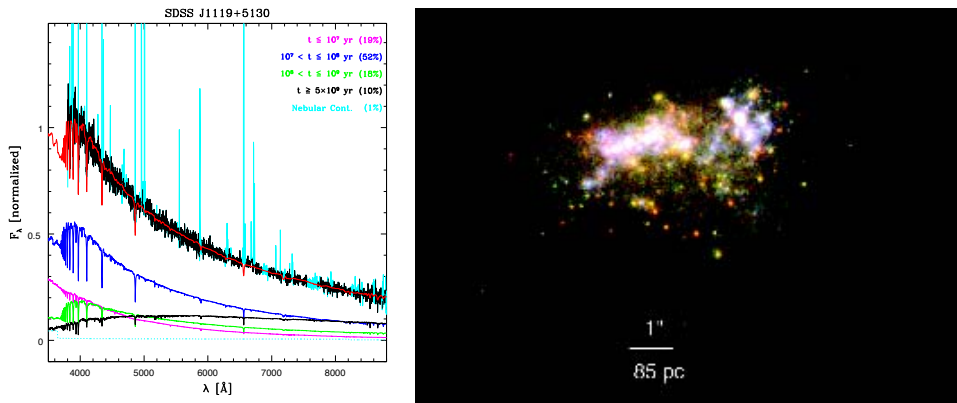 SDSS J1119+5130
t ≤ 10⁷ yr (19%)
10⁷ < t ≤ 10⁸ yr (52%)
10⁸ < t ≤ 10⁹ yr (18%)
t ≥ 5×10⁹ yr (10%)
Nebular Cont. (1%)
F_λ [normalized]
1
0.5
0
4000 5000 6000 7000 8000
λ [Å]
1"
85 pc